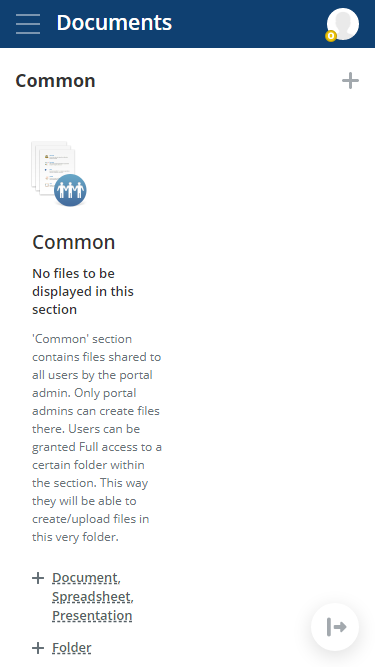 Documents
Common
Common
No files to be
displayed in this
section
'Common' section
contains files shared to
all users by the portal
admin. Only portal
admins can create files
there. Users can be
granted Full access to a
certain folder within
the section. This way
they will be able to
create/upload files in
this very folder.
Document,
Spreadsheet,
Presentation
Folder